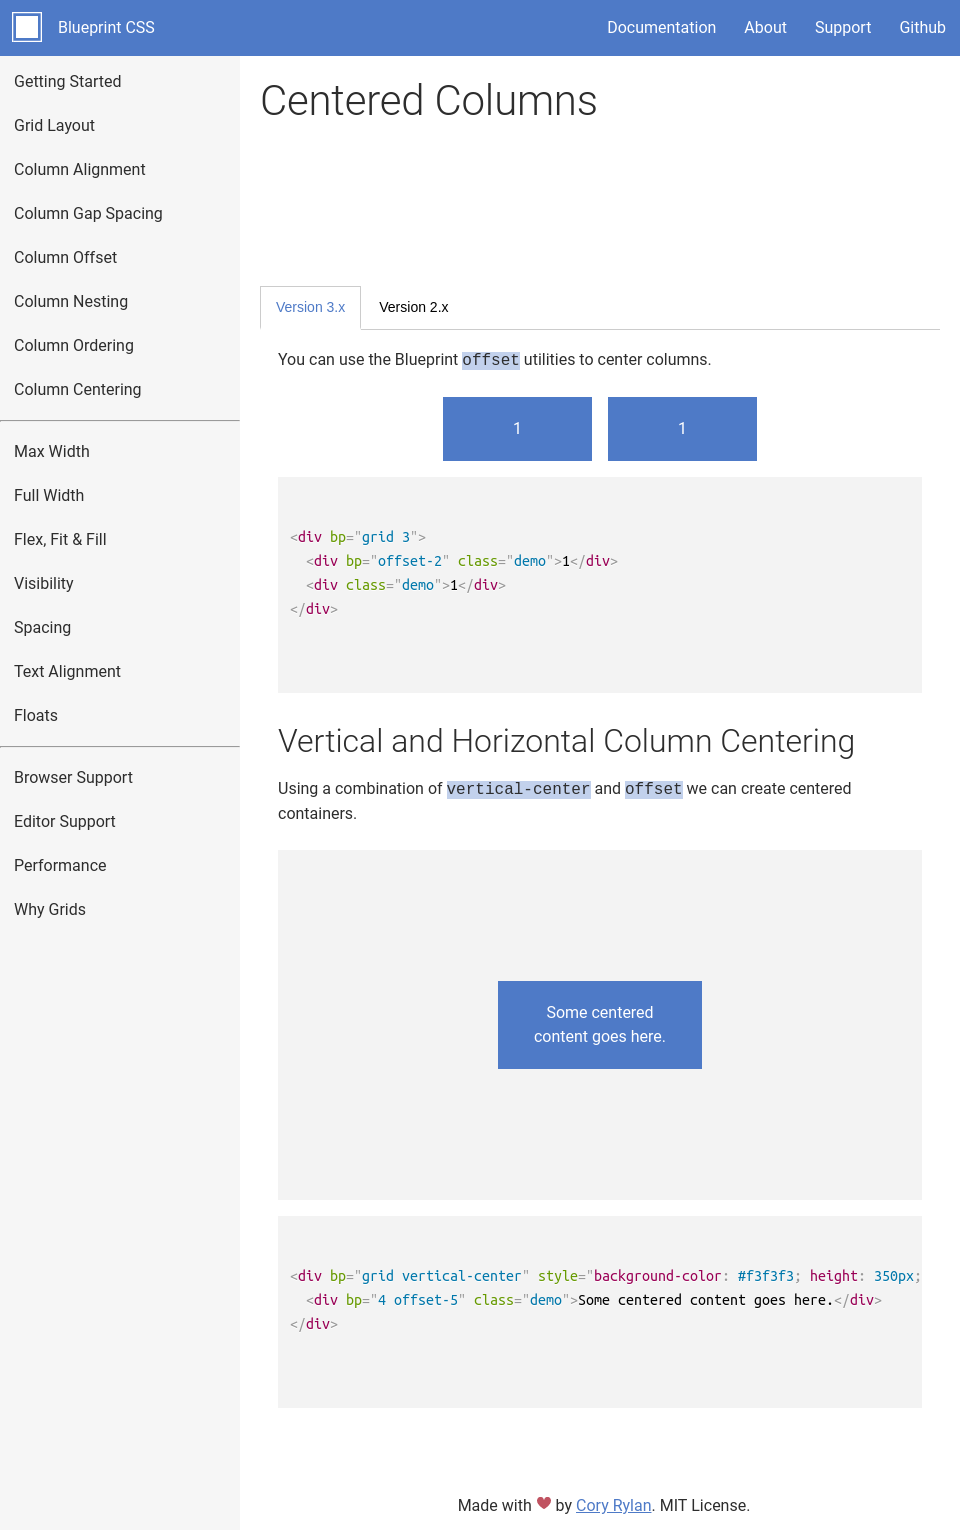 Blueprint CSS
Documentation
About
Support
Github
Getting Started
Grid Layout
Column Alignment
Column Gap Spacing
Column Offset
Column Nesting
Column Ordering
Column Centering
Max Width
Full Width
Flex, Fit & Fill
Visibility
Spacing
Text Alignment
Floats
Browser Support
Editor Support
Performance
Why Grids
Centered Columns
Version 3.x
Version 2.x
You can use the Blueprint offset utilities to center columns.
1
1
<div bp="grid 3">
  <div bp="offset-2" class="demo">1</div>
  <div class="demo">1</div>
</div>
Vertical and Horizontal Column Centering
Using a combination of vertical-center and offset we can create centered
containers.
Some centered
content goes here.
<div bp="grid vertical-center" style="background-color: #f3f3f3; height: 350px;
  <div bp="4 offset-5" class="demo">Some centered content goes here.</div>
</div>
Made with ❤ by Cory Rylan. MIT License.